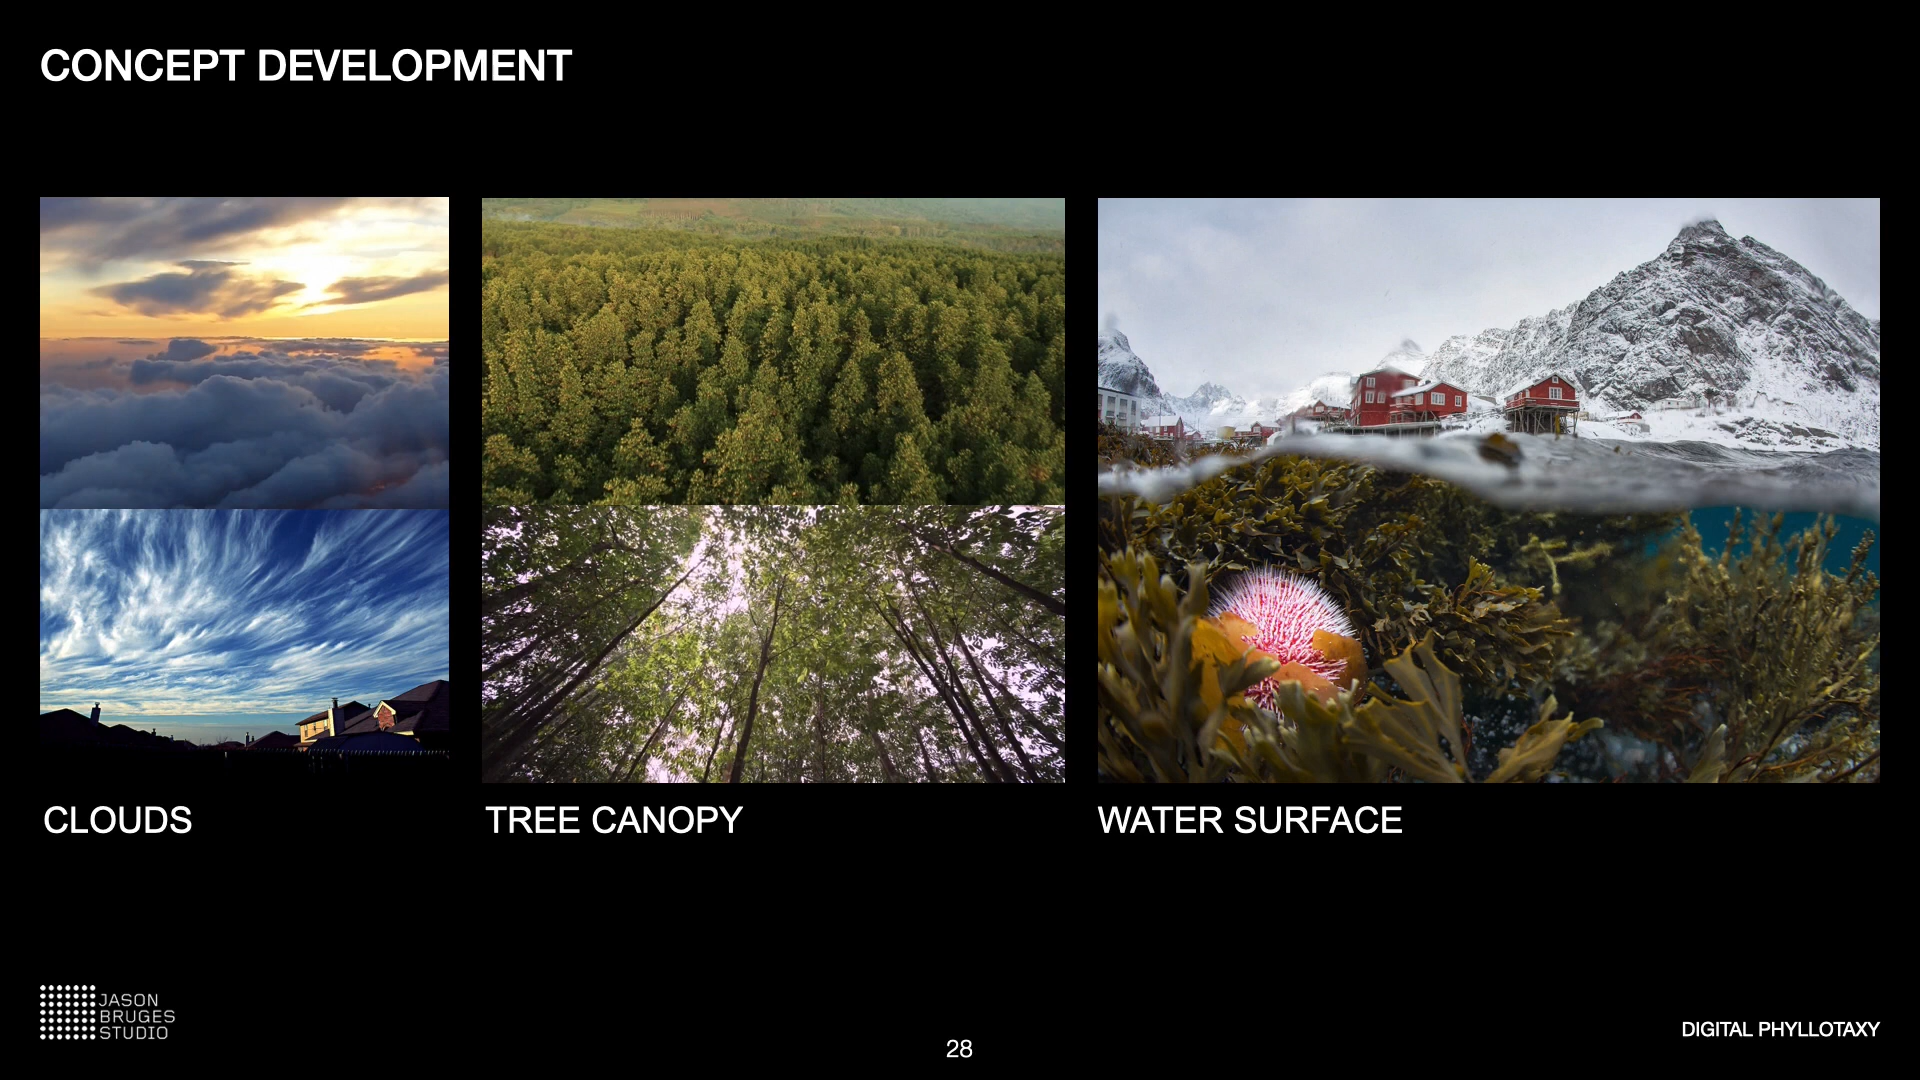 CONCEPT DEVELOPMENT
CLOUDS
TREE CANOPY
WATER SURFACE
JASON
BRUGES
STUDIO
28
DIGITAL PHYLLOTAXY